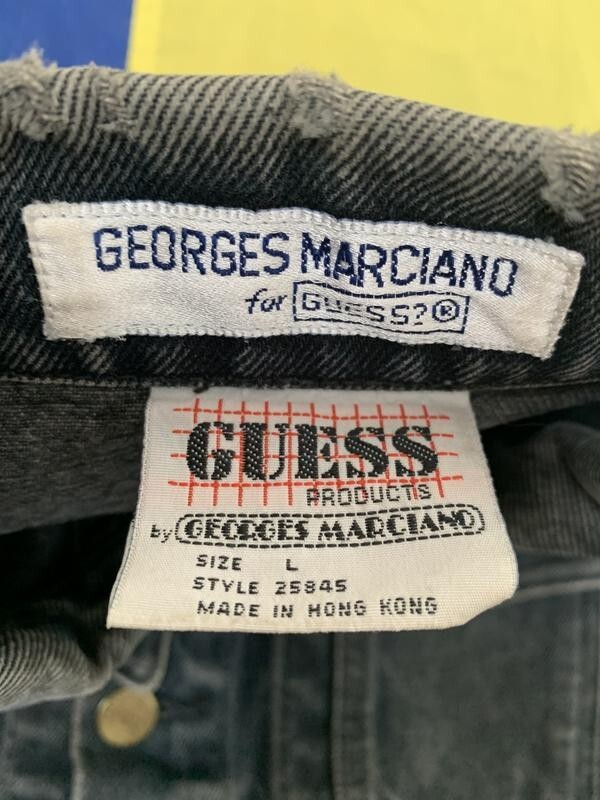 GEORGES MARCIANO
for GUESS?®
GUESS
PRODUCTS
by GEORGES MARCIANO
SIZE L
STYLE 25845
MADE IN HONG KONG